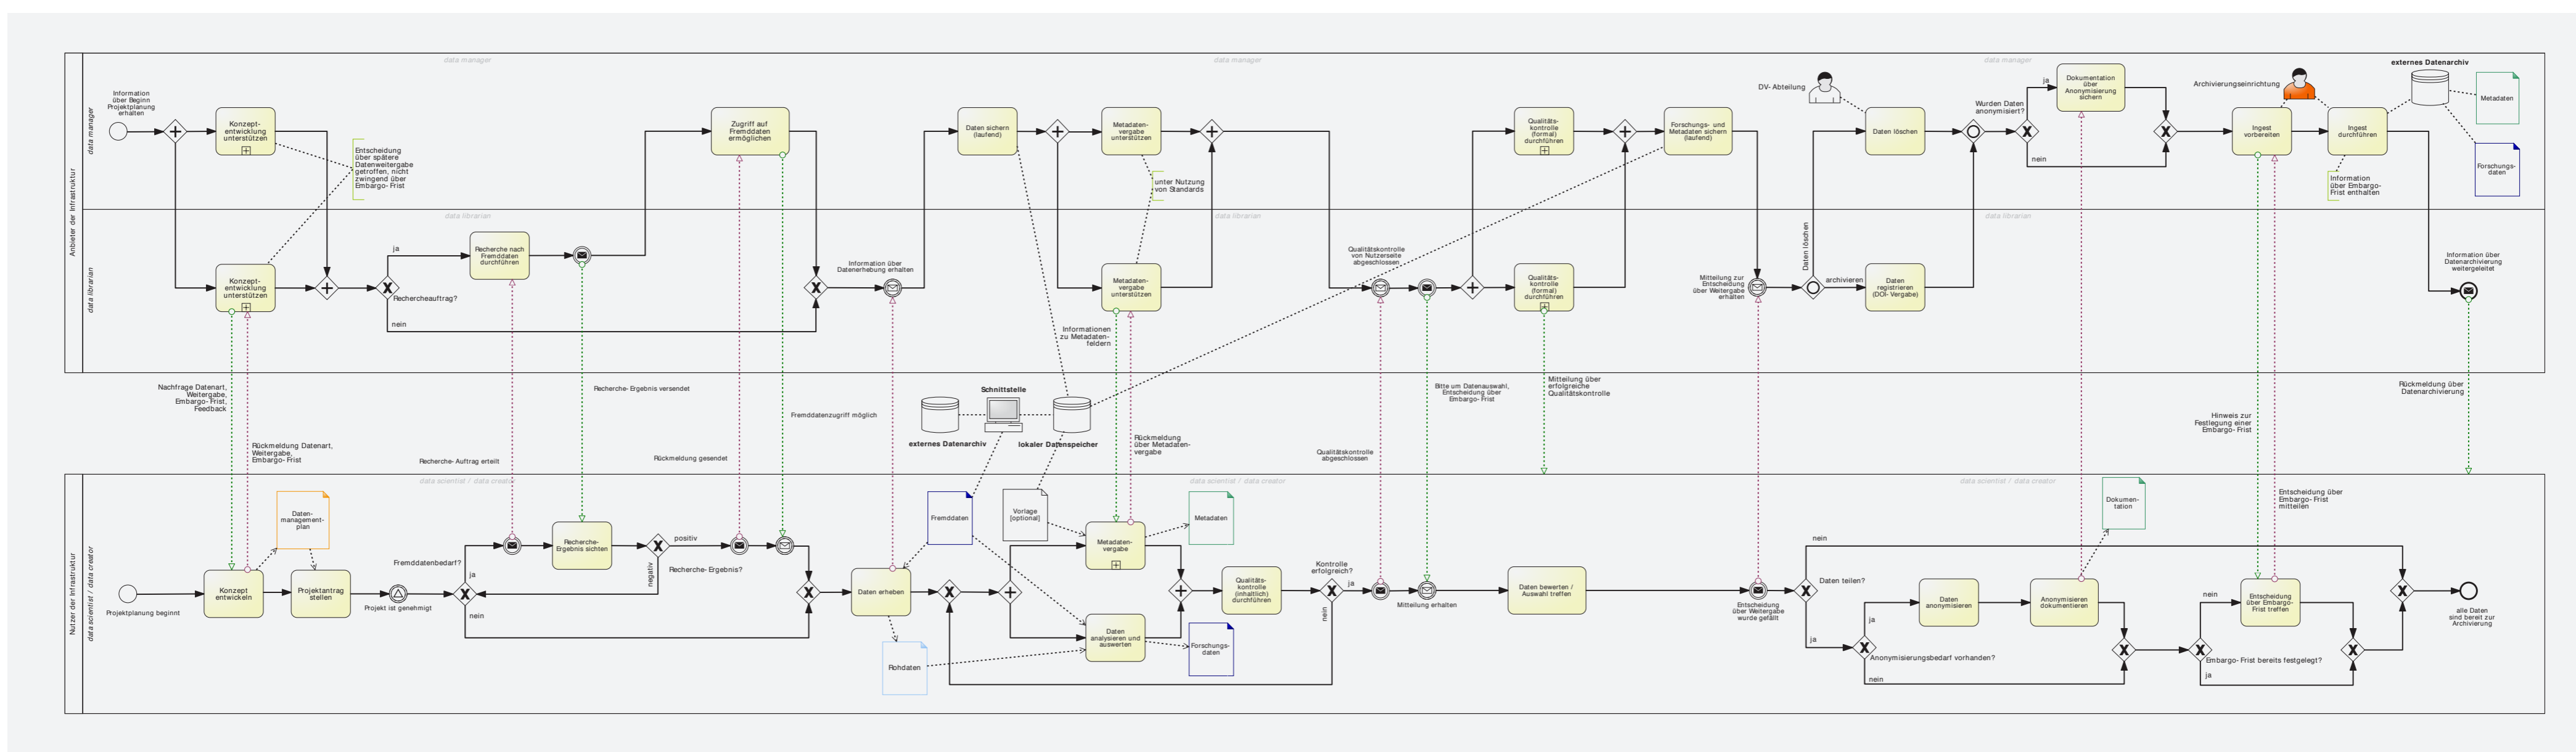 data manager
data manager
data manager
Anbieter der Infrastruktur
data manager
Information
über Beginn
Projektplanung
erhalten
Konzept-
entwicklung
unterstützen
Entscheidung
über spätere
Datenweitergabe
getroffen, nicht
zwingend über
Embargo- Frist
Zugriff auf
Fremddaten
ermöglichen
Daten sichern
(laufend)
Metadaten-
vergabe
unterstützen
unter Nutzung
von Standards
Qualitäts-
kontrolle
(formal)
durchführen
Forschungs- und
Metadaten sichern
(laufend)
DV- Abteilung
Daten löschen
Wurden Daten
anonymisiert?
ja
nein
Dokumentation
über
Anonymisierung
sichern
Archivierungseinrichtung
Ingest
vorbereiten
Ingest
durchführen
Information
über Embargo-
Frist enthalten
externes Datenarchiv
Metadaten
Forschungs-
daten
data librarian
data librarian
data librarian
data librarian
Konzept-
entwicklung
unterstützen
ja
Rechercheauftrag?
nein
Recherche nach
Fremddaten
durchführen
Information über
Datenerhebung erhalten
Metadaten-
vergabe
unterstützen
Qualitätskontrolle
von Nutzerseite
abgeschlossen
Qualitäts-
kontrolle
(formal)
durchführen
Mitteilung zur
Entscheidung
über Weitergabe
erhalten
Daten löschen
archivieren
Daten
registrieren
(DOI- Vergabe)
Information über
Datenarchivierung
weitergeleitet
Informationen
zu Metadaten-
feldern
Nachfrage Datenart,
Weitergabe,
Embargo- Frist,
Feedback
Rückmeldung Datenart,
Weitergabe,
Embargo- Frist
Recherche- Auftrag erteilt
Recherche- Ergebnis versendet
Rückmeldung gesendet
Fremddatenzugriff möglich
Schnittstelle
externes Datenarchiv
lokaler Datenspeicher
Rückmeldung
über Metadaten-
vergabe
Qualitätskontrolle
abgeschlossen
Bitte um Datenauswahl,
Entscheidung über
Embargo- Frist
Mitteilung über
erfolgreiche
Qualitätskontrolle
Hinweis zur
Festlegung einer
Embargo- Frist
Rückmeldung über
Datenarchivierung
Entscheidung über
Embargo- Frist
mitteilen
data scientist / data creator
data scientist / data creator
data scientist / data creator
Nutzer der Infrastruktur
data scientist / data creator
Projektplanung beginnt
Konzept
entwickeln
Daten-
management-
plan
Projektantrag
stellen
Projekt ist genehmigt
Fremddatenbedarf?
ja
nein
Recherche-
Ergebnis sichten
positiv
negativ
Recherche- Ergebnis?
Daten erheben
Rohdaten
Fremddaten
Vorlage
[optional]
Metadaten-
vergabe
Metadaten
Daten
analysieren und
auswerten
Forschungs-
daten
Qualitäts-
kontrolle
(inhaltlich)
durchführen
Kontrolle
erfolgreich?
ja
nein
Mitteilung erhalten
Daten bewerten /
Auswahl treffen
Entscheidung
über Weitergabe
wurde gefällt
nein
Daten teilen?
ja
ja
Anonymisierungsbedarf vorhanden?
nein
Daten
anonymisieren
Anonymisieren
dokumentieren
Dokumen-
tation
nein
Embargo- Frist bereits festgelegt?
ja
Entscheidung
über Embargo-
Frist treffen
alle Daten
sind bereit zur
Archivierung